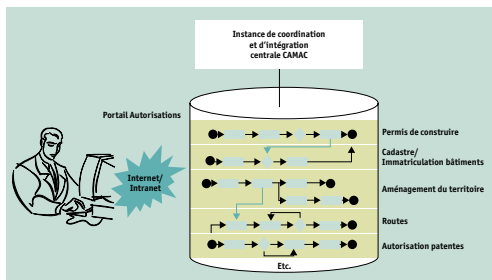 Instance de coordination
et d'intégration
centrale CAMAC
Portail Autorisations
Internet/
Intranet
Permis de construire
Cadastre/
Immatriculation bâtiments
Aménagement du territoire
Routes
Autorisation patentes
Etc.